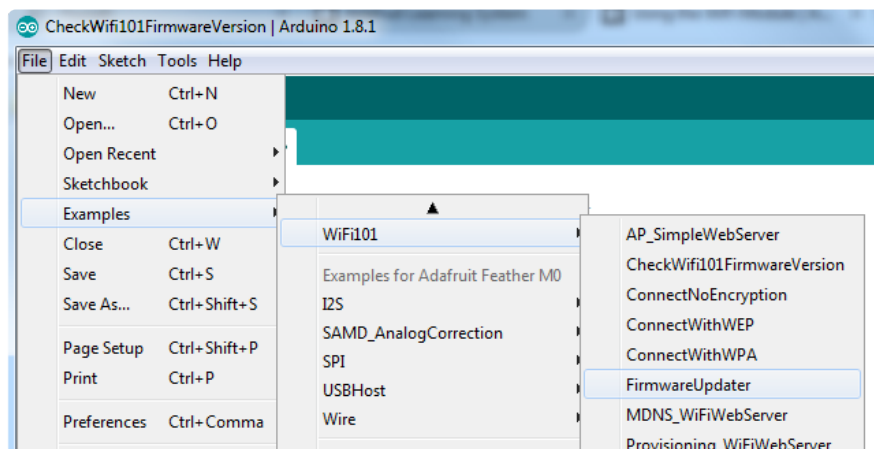 CheckWifi101FirmwareVersion | Arduino 1.8.1
File Edit Sketch Tools Help
New Ctrl+N
Open... Ctrl+O
Open Recent
Sketchbook
Examples
Close Ctrl+W
Save Ctrl+S
Save As... Ctrl+Shift+S
Page Setup Ctrl+Shift+P
Print Ctrl+P
Preferences Ctrl+Comma
WiFi101
Examples for Adafruit Feather M0
I2S
SAMD_AnalogCorrection
SPI
USBHost
Wire
AP_SimpleWebServer
CheckWifi101FirmwareVersion
ConnectNoEncryption
ConnectWithWEP
ConnectWithWPA
FirmwareUpdater
MDNS_WiFiWebServer
Provisioning_WiFiWebServer